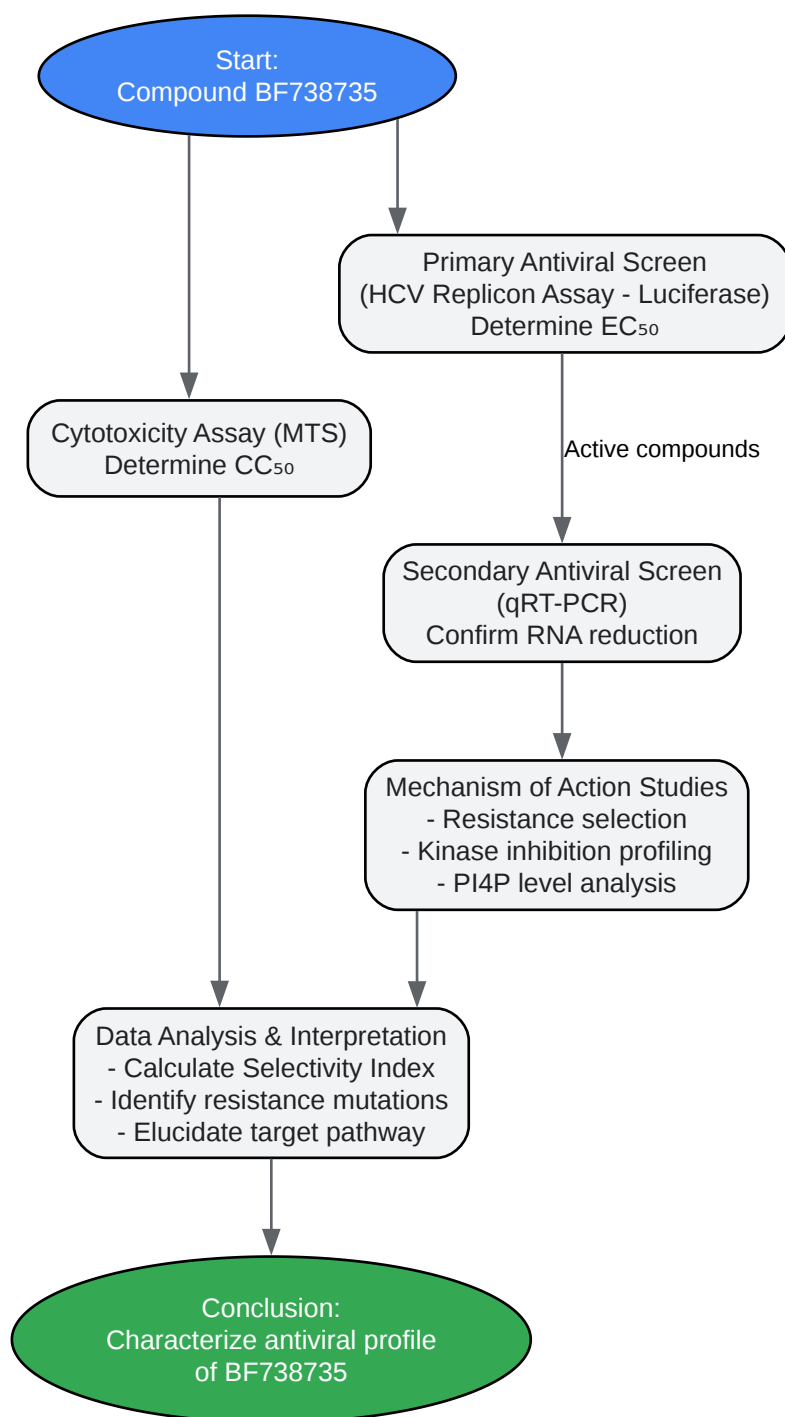 Start:
Compound BF738735
Primary Antiviral Screen
(HCV Replicon Assay - Luciferase)
Determine EC₅₀
Cytotoxicity Assay (MTS)
Determine CC₅₀
Active compounds
Secondary Antiviral Screen
(qRT-PCR)
Confirm RNA reduction
Mechanism of Action Studies
- Resistance selection
- Kinase inhibition profiling
- PI4P level analysis
Data Analysis & Interpretation
- Calculate Selectivity Index
- Identify resistance mutations
- Elucidate target pathway
Conclusion:
Characterize antiviral profile
of BF738735